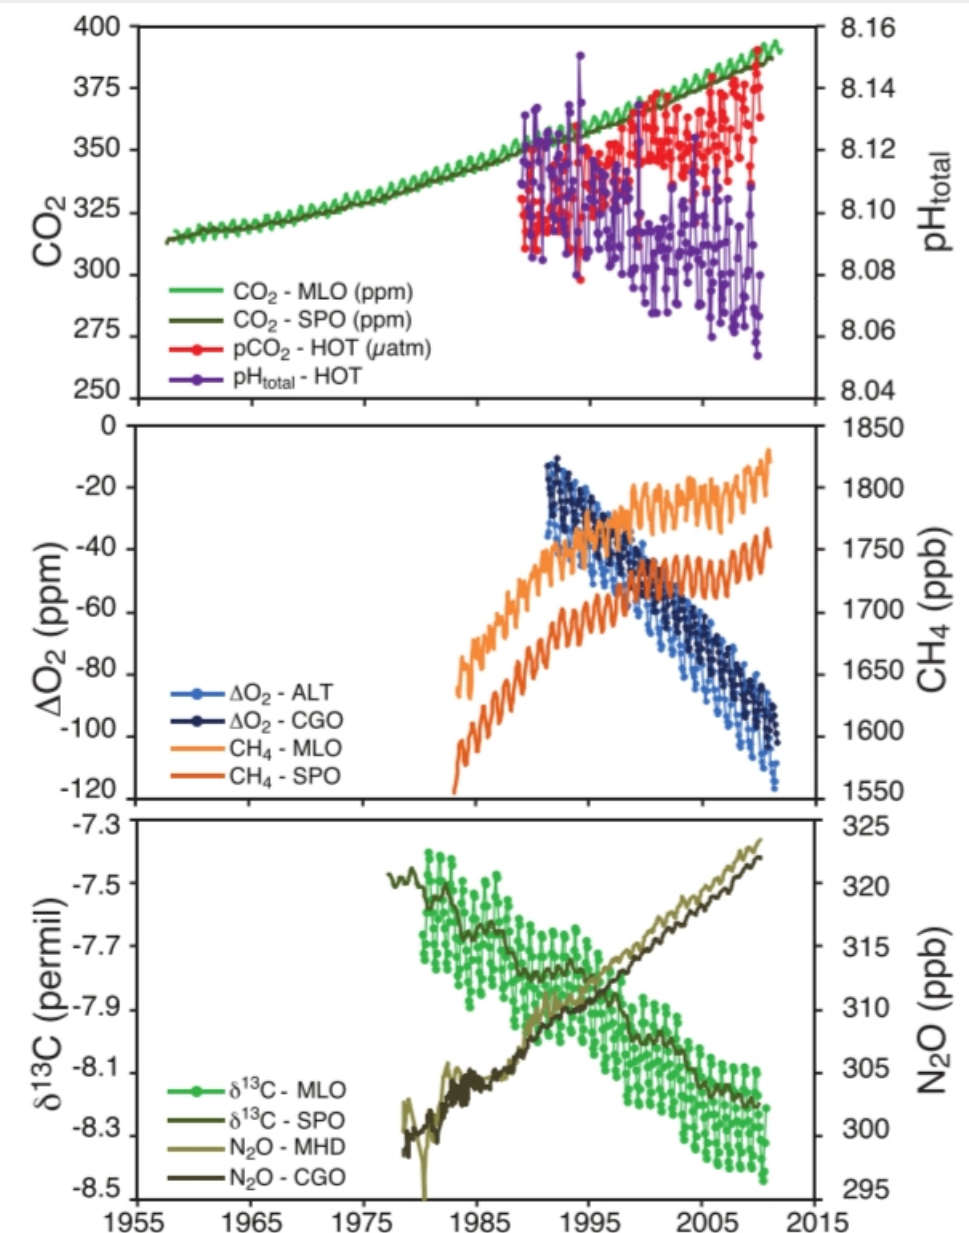 400
375
350
325
300
275
250
CO2
8.16
8.14
8.12
8.10
8.08
8.06
8.04
pHtotal
CO2 - MLO (ppm)
CO2 - SPO (ppm)
pCO2 - HOT (µatm)
pHtotal - HOT
0
-20
-40
-60
-80
-100
-120
ΔO2 (ppm)
1850
1800
1750
1700
1650
1600
1550
CH4 (ppb)
ΔO2 - ALT
ΔO2 - CGO
CH4 - MLO
CH4 - SPO
-7.3
-7.5
-7.7
-7.9
-8.1
-8.3
-8.5
δ13C (permil)
325
320
315
310
305
300
295
N2O (ppb)
δ13C - MLO
δ13C - SPO
N2O - MHD
N2O - CGO
1955 1965 1975 1985 1995 2005 2015